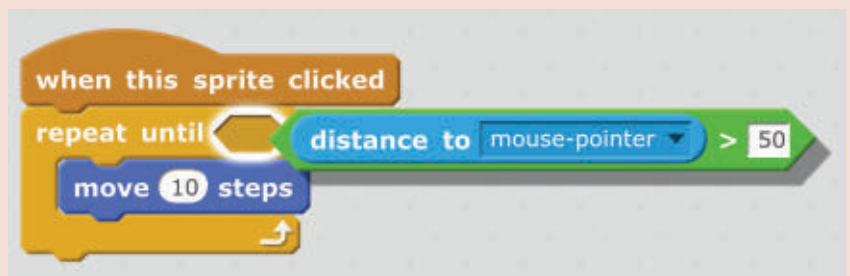 when this sprite clicked
repeat until distance to mouse-pointer > 50
move 10 steps